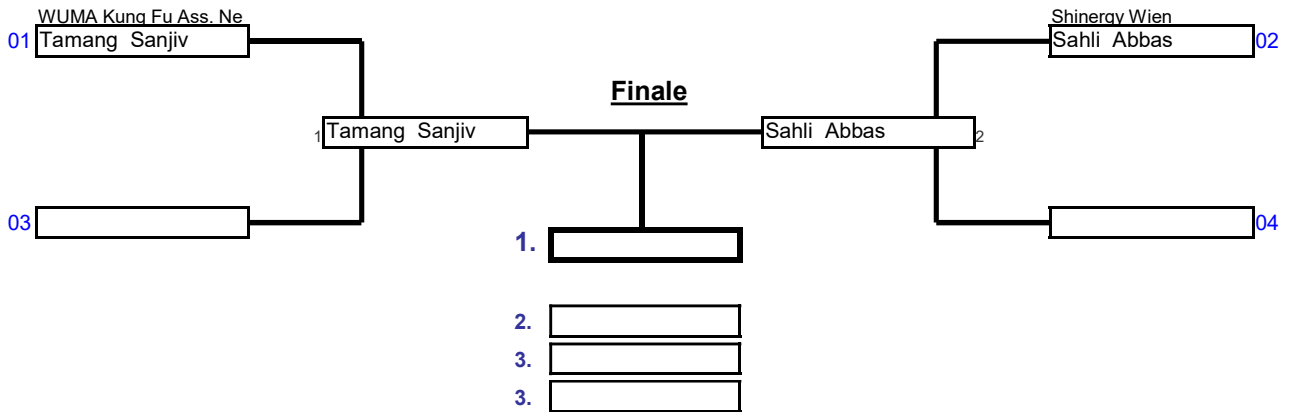 WUMA Kung Fu Ass. Ne
Shinergy Wien
01 Tamang Sanjiv
Sahli Abbas 02
Finale
1 Tamang Sanjiv
Sahli Abbas 2
03
04
1.
2.
3.
3.